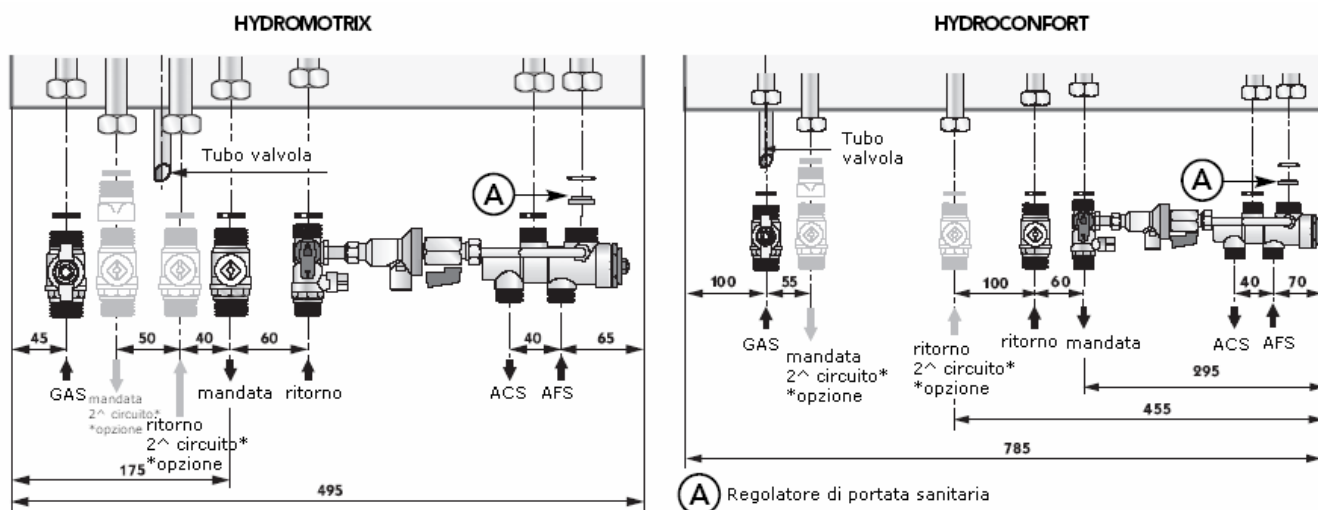 HYDROMOTRIX
Tubo valvola
A
45
50
40
60
40
65
GAS
mandata
2^ circuito*
*opzione
ritorno
2^ circuito*
*opzione
mandata
ritorno
ACS
AFS
175
495
HYDROCONFORT
Tubo
valvola
A
100
55
100
60
40
70
GAS
mandata
2^ circuito*
*opzione
ritorno
2^ circuito*
*opzione
ritorno
mandata
ACS
AFS
295
455
785
A Regolatore di portata sanitaria